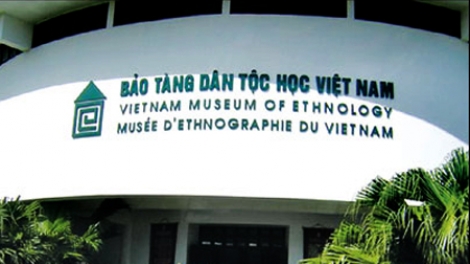 BẢO TÀNG DÂN TỘC HỌC VIỆT NAM
VIETNAM MUSEUM OF ETHNOLOGY
MUSÉE D'ETHNOGRAPHIE DU VIETNAM